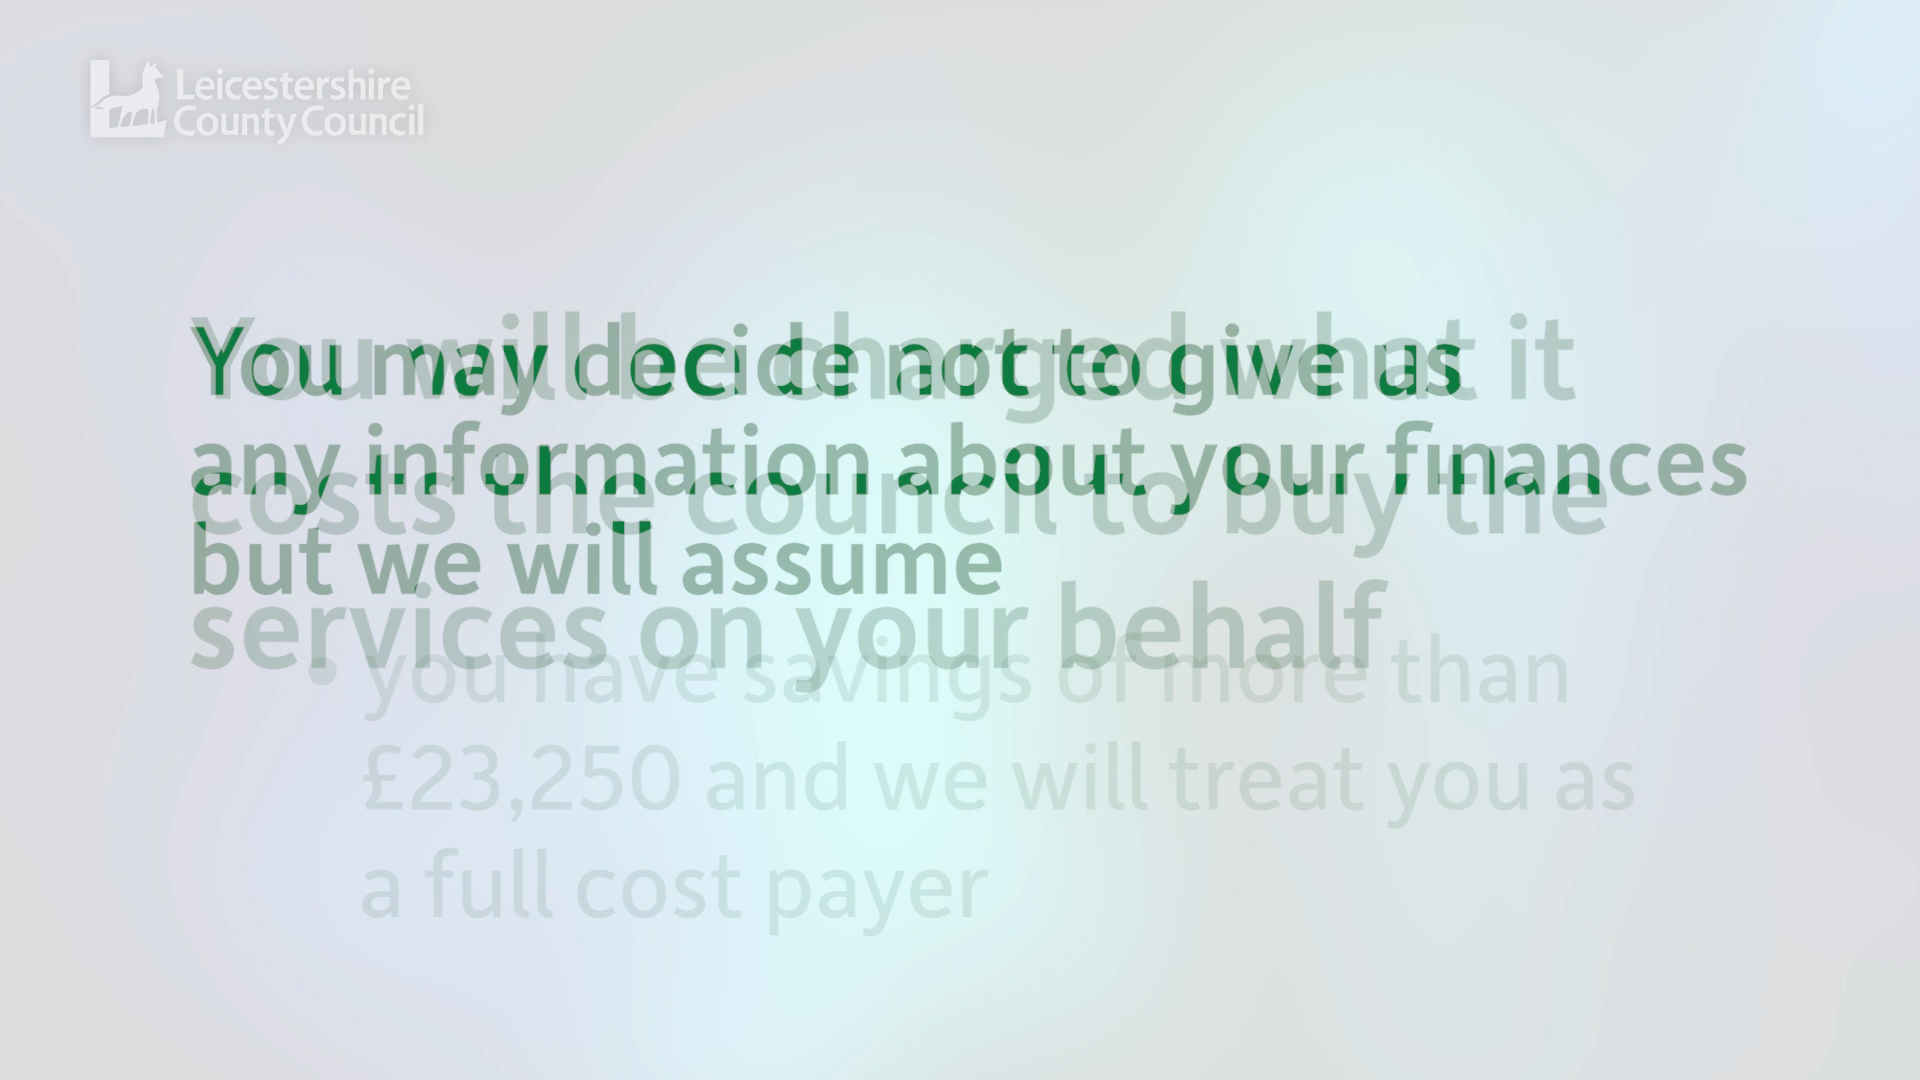 Leicestershire
County Council
You may decide not to give us
any information about your finances
but we will assume
you have savings of more than
£23,250 and we will treat you as
a full cost payer
You will be charged what it
costs the council to buy the
services on your behalf